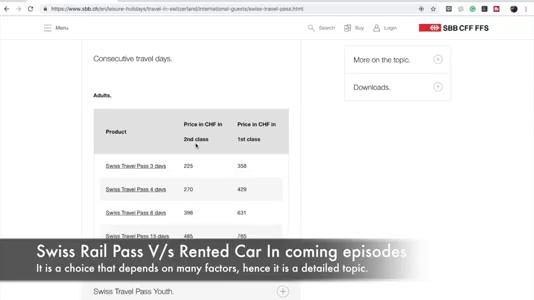 https://www.sbb.ch/en/leisure-holidays/travel-in-switzerland/international-guests/swiss-travel-pass.html
Menu
Search
Buy
Login
SBB CFF FFS
Consecutive travel days.
More on the topic.
Downloads.
Adults.
Product
Price in CHF in
2nd class
Price in CHF in
1st class
Swiss Travel Pass 3 days 225 358
Swiss Travel Pass 4 days 270 429
Swiss Travel Pass 8 days 398 631
Swiss Travel Pass 15 days 485 765
Swiss Rail Pass V/s Rented Car In coming episodes
It is a choice that depends on many factors, hence it is a detailed topic.
Swiss Travel Pass Youth.